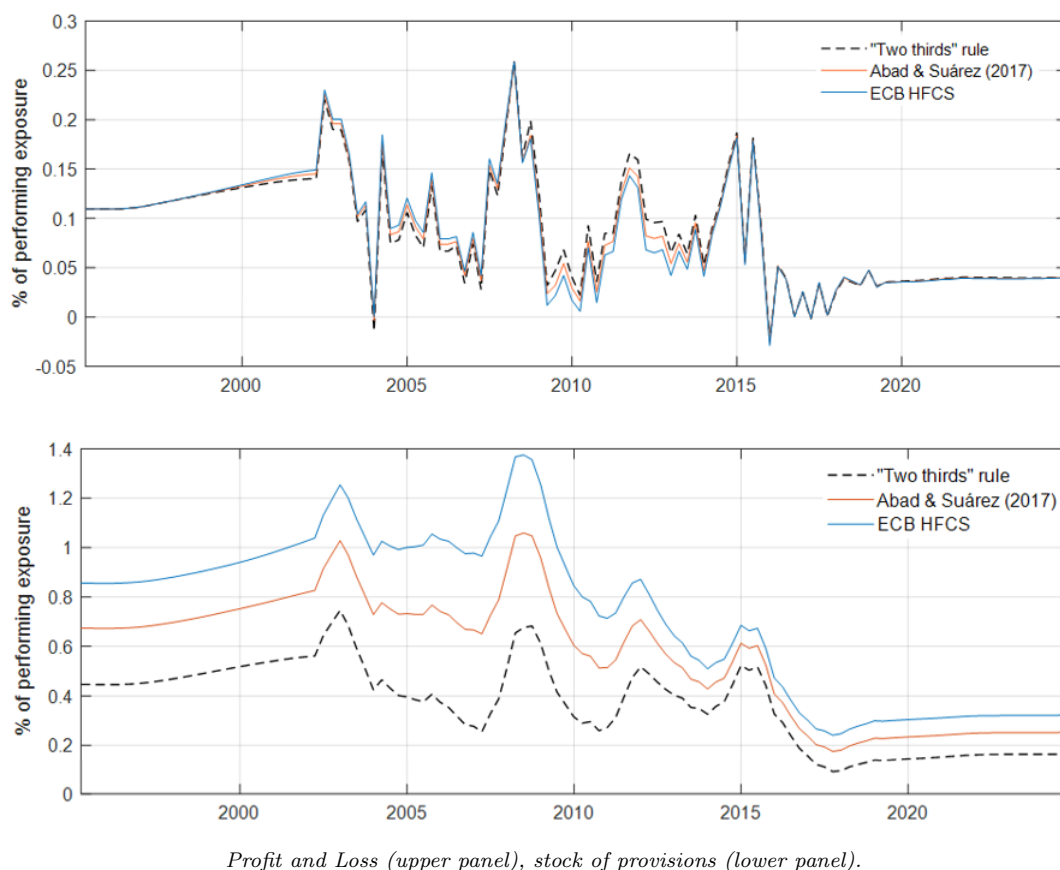 0.3
0.25
0.2
0.15
0.1
0.05
0
-0.05
% of performing exposure
"Two thirds" rule
Abad & Suárez (2017)
ECB HFCS
2000 2005 2010 2015 2020
1.4
1.2
1
0.8
0.6
0.4
0.2
0
% of performing exposure
"Two thirds" rule
Abad & Suárez (2017)
ECB HFCS
2000 2005 2010 2015 2020
Profit and Loss (upper panel), stock of provisions (lower panel).